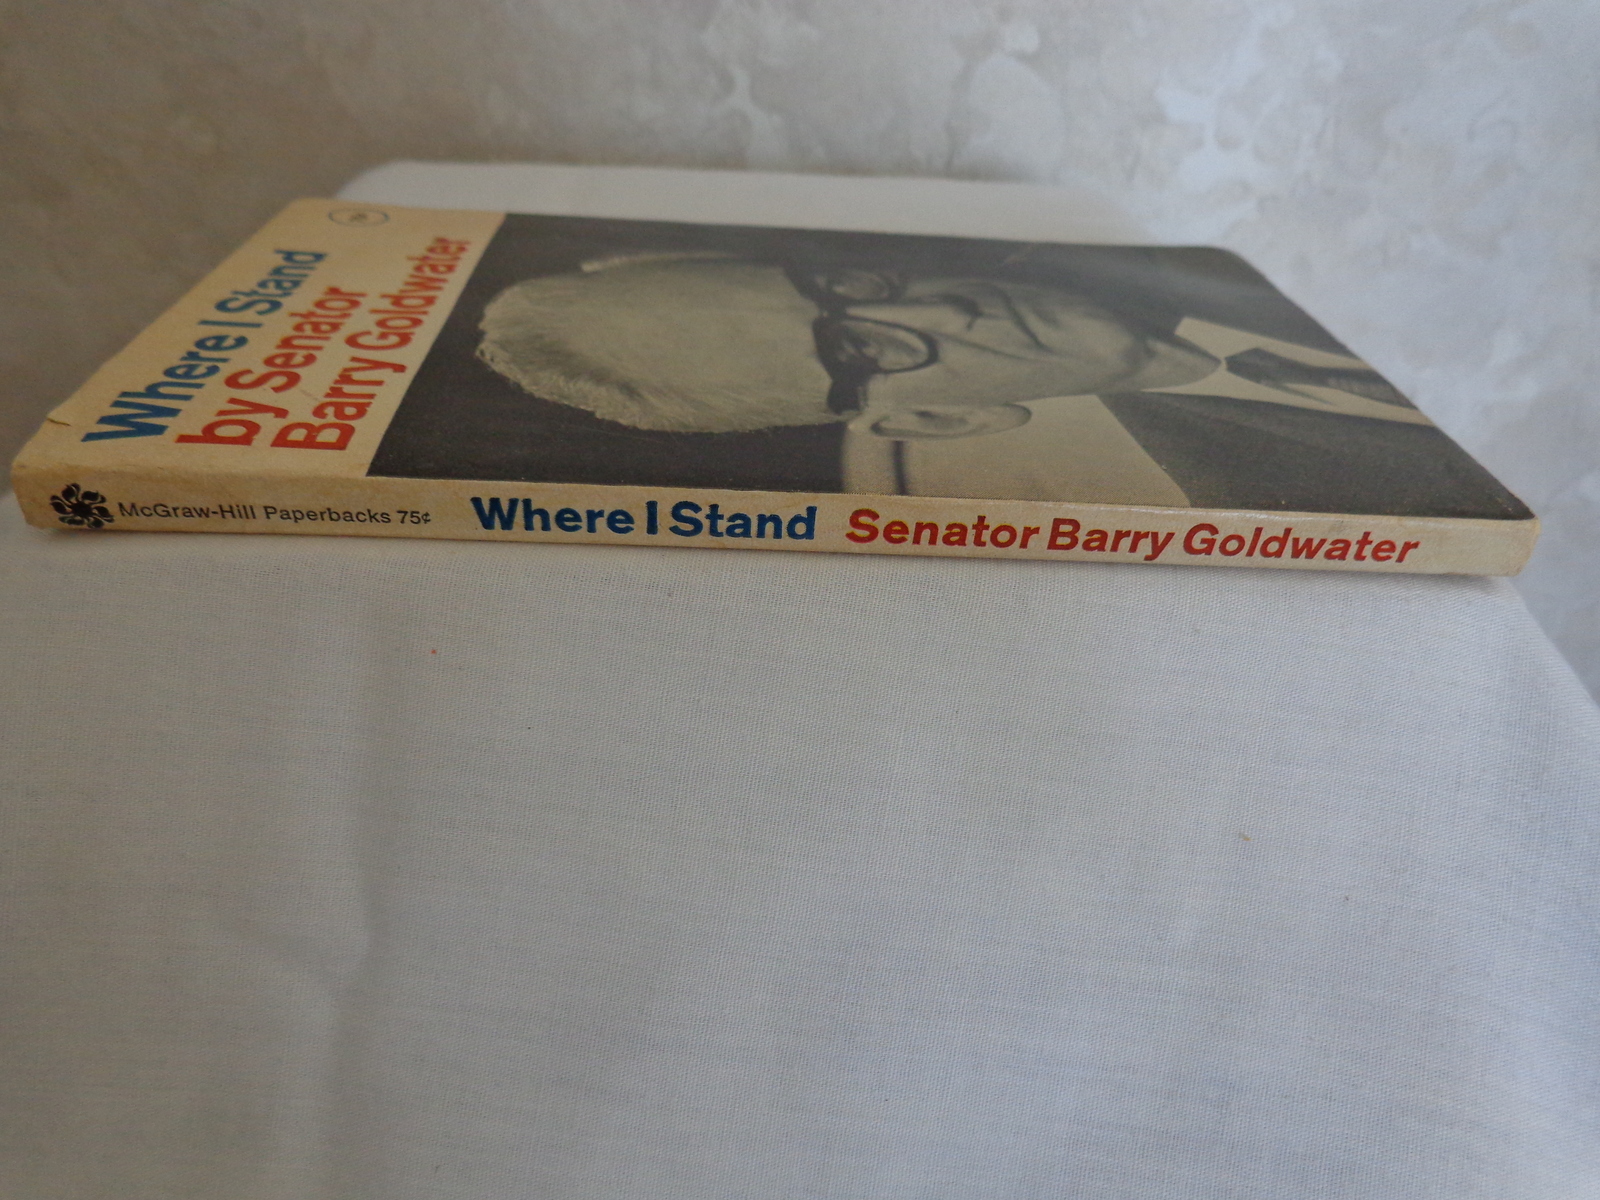 Where I Stand
by Senator
Barry Goldwater
McGraw-Hill Paperbacks 75¢ Where I Stand Senator Barry Goldwater